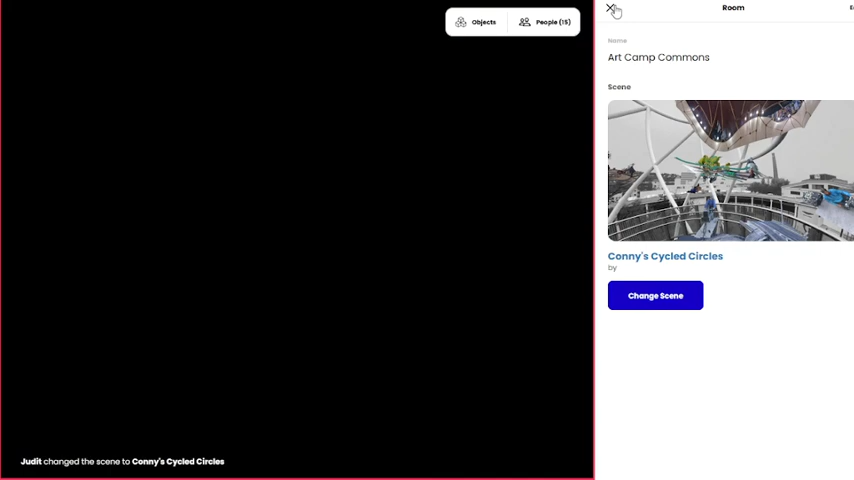 Objects
People (15)
Room
Name
Art Camp Commons
Scene
Conny's Cycled Circles
by
Change Scene
Judit changed the scene to Conny's Cycled Circles